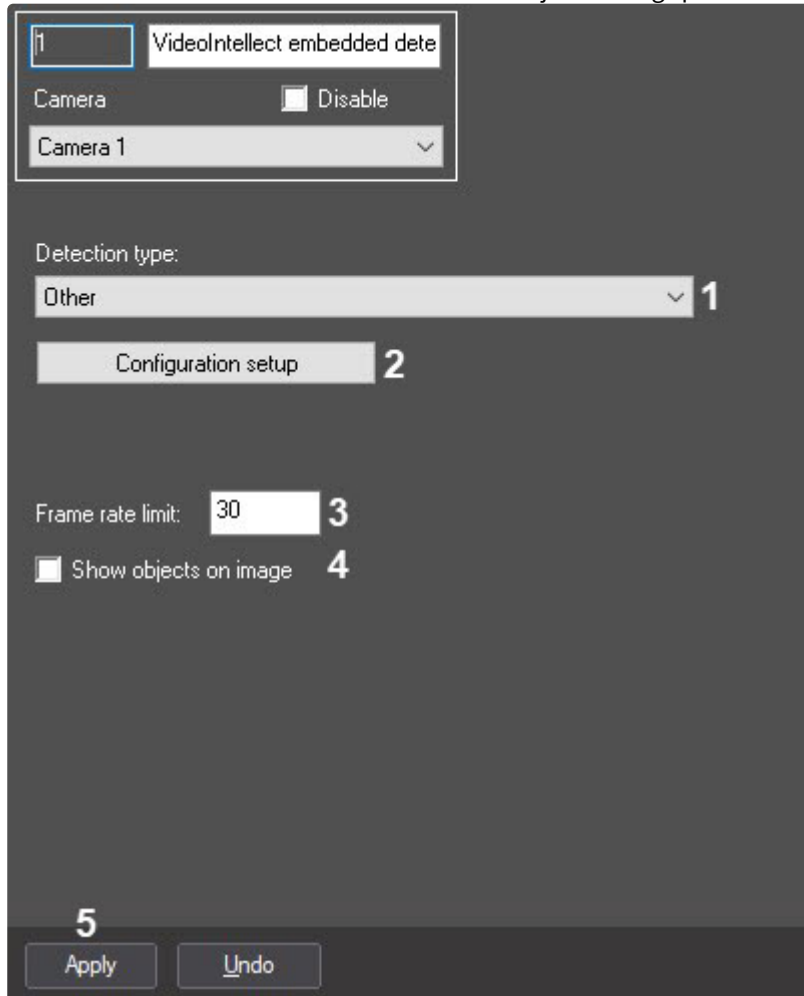 1 VideoIntellect embedded dete
Camera Disable
Camera 1
Detection type:
Other 1
Configuration setup 2
Frame rate limit: 30 3
Show objects on image 4
5
Apply Undo